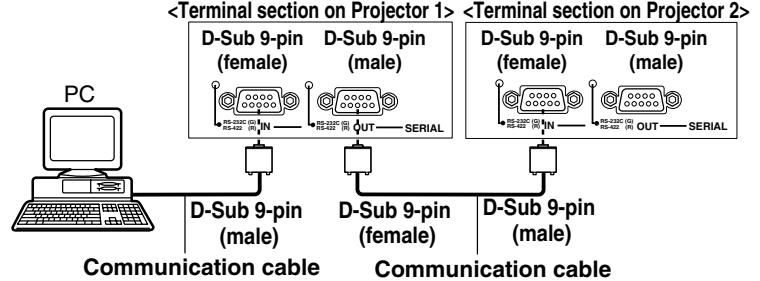 <Terminal section on Projector 1> <Terminal section on Projector 2>
D-Sub 9-pin (female)
D-Sub 9-pin (male)
D-Sub 9-pin (female)
D-Sub 9-pin (male)
PC
RS-232C (G)
RS-422 (R) IN
RS-232C (G)
RS-422 (R) OUT SERIAL
RS-232C (G)
RS-422 (R) IN
RS-232C (G)
RS-422 (R) OUT SERIAL
D-Sub 9-pin
(male)
D-Sub 9-pin
(female)
D-Sub 9-pin
(male)
Communication cable
Communication cable